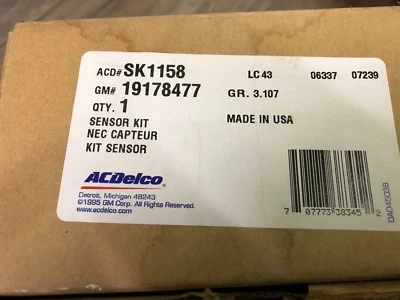 ACD# SK1158 LC 43 06337 07239
GM# 19178477 GR. 3.107
QTY. 1
SENSOR KIT MADE IN USA
NEC CAPTEUR
KIT SENSOR
ACDelco
Detroit, Michigan 48243
©1995 GM Corp. All Rights Reserved.
www.acdelco.com
7 07773 38345 2
0AD45038